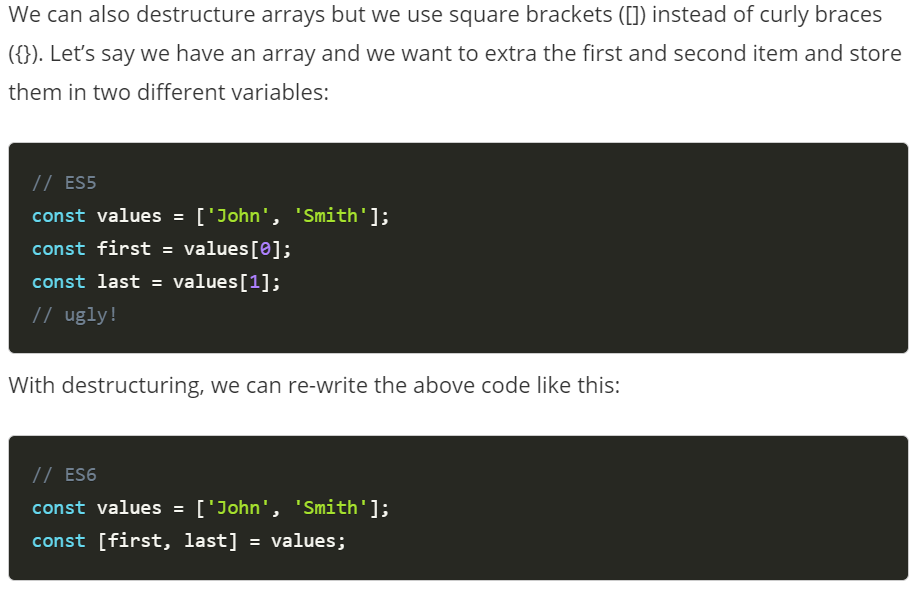 We can also destructure arrays but we use square brackets ([]) instead of curly braces
({}). Let’s say we have an array and we want to extra the first and second item and store
them in two different variables:
// ES5
const values = ['John', 'Smith'];
const first = values[0];
const last = values[1];
// ugly!
With destructuring, we can re-write the above code like this:
// ES6
const values = ['John', 'Smith'];
const [first, last] = values;